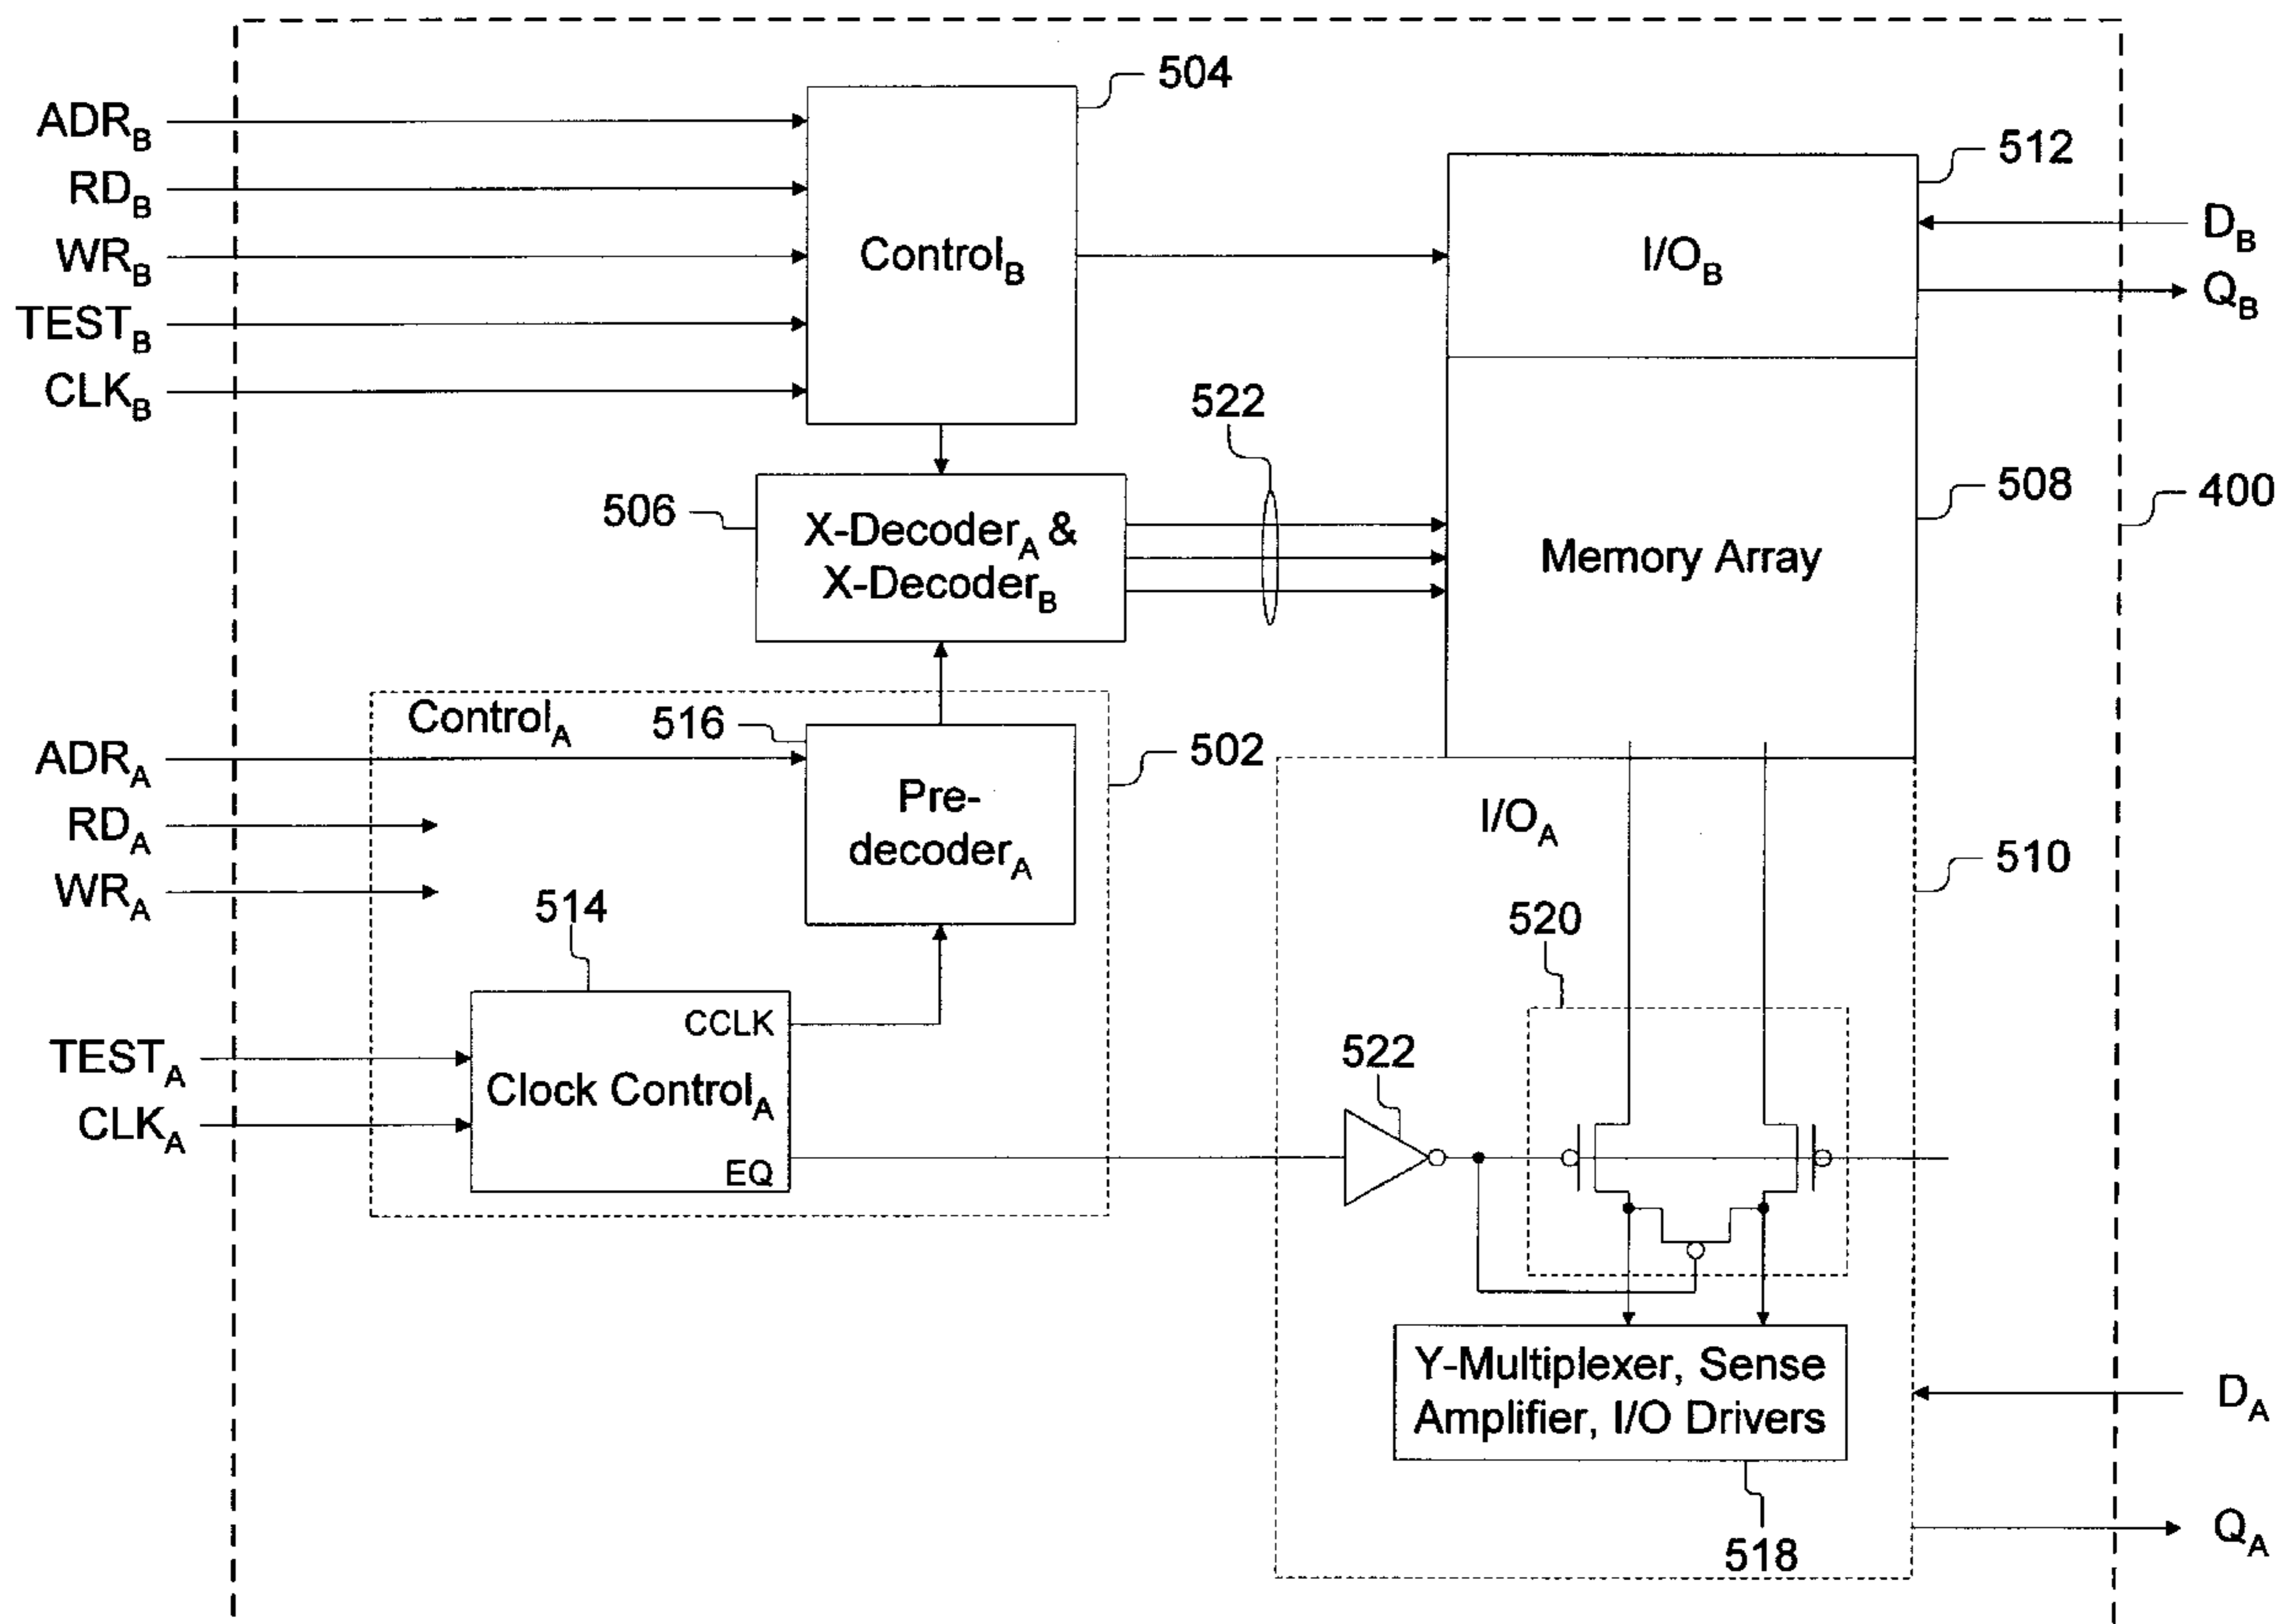 504
ADR_B
RD_B
WR_B
TEST_B
CLK_B
Control_B
512
I/O_B
D_B
Q_B
522
506
X-Decoder_A &
X-Decoder_B
508
Memory Array
400
Control_A
516
502
ADR_A
RD_A
WR_A
Pre-
decoder_A
I/O_A
510
514
520
CCLK
TEST_A
CLK_A
Clock Control_A
EQ
522
Y-Multiplexer, Sense
Amplifier, I/O Drivers
518
D_A
Q_A